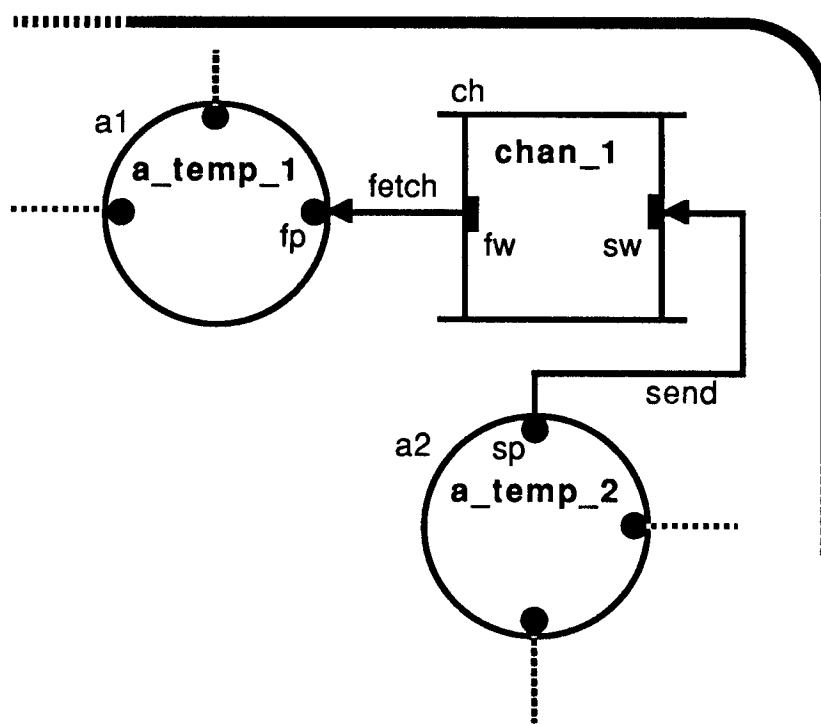 ch
a1
chan_1
a_temp_1
fetch
fp
fw
sw
send
a2
sp
a_temp_2